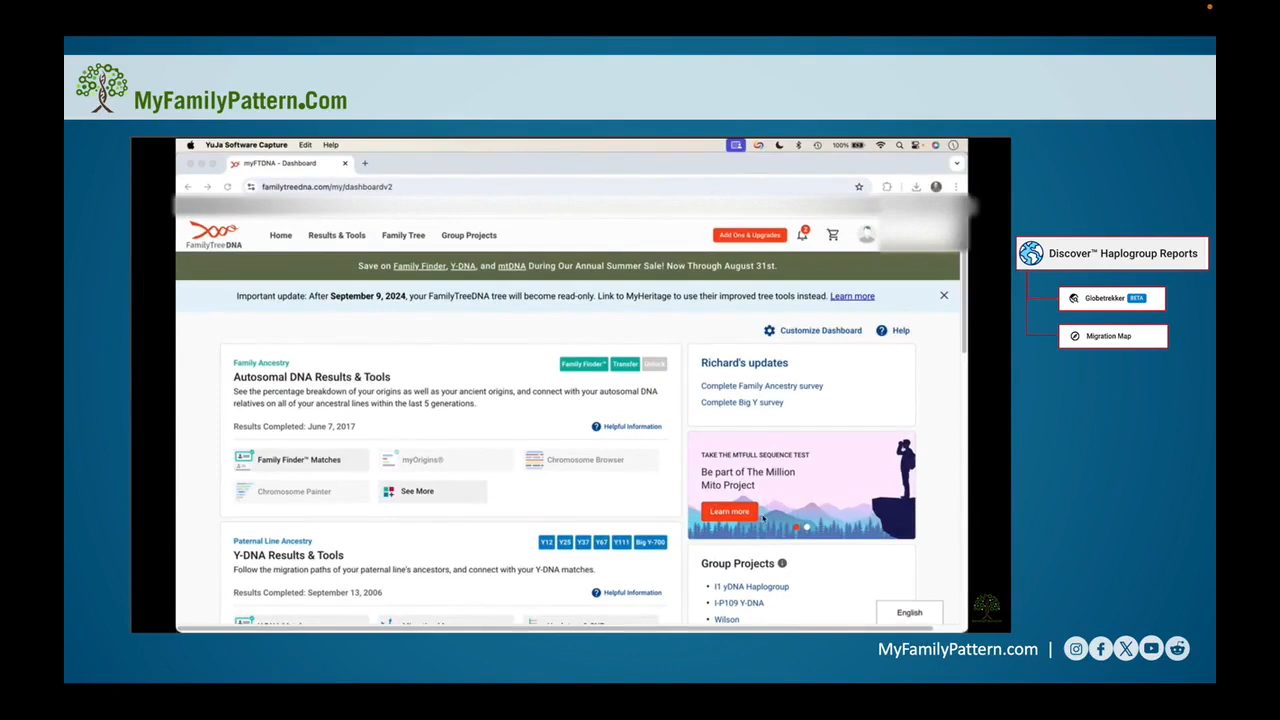 MyFamilyPattern.Com
YuJa Software Capture Edit Help
100%
myFTDNA - Dashboard
familytreedna.com/my/dashboardv2
FamilyTreeDNA
Home Results & Tools Family Tree Group Projects Add Ons & Upgrades 2
Save on Family Finder, Y-DNA, and mtDNA During Our Annual Summer Sale! Now Through August 31st.
Important update: After September 9, 2024, your FamilyTreeDNA tree will become read-only. Link to MyHeritage to use their improved tree tools instead. Learn more
Customize Dashboard Help
Family Ancestry
Family Finder™ Transfer Unlock
Autosomal DNA Results & Tools
See the percentage breakdown of your origins as well as your ancient origins, and connect with your autosomal DNA
relatives on all of your ancestral lines within the last 5 generations.
Results Completed: June 7, 2017
Helpful Information
Family Finder™ Matches
myOrigins®
Chromosome Browser
Chromosome Painter
See More
Paternal Line Ancestry
Y12 Y25 Y37 Y67 Y111 Big Y-700
Y-DNA Results & Tools
Follow the migration paths of your paternal line's ancestors, and connect with your Y-DNA matches.
Results Completed: September 13, 2006
Helpful Information
Richard's updates
Complete Family Ancestry survey
Complete Big Y survey
TAKE THE MTFULL SEQUENCE TEST
Be part of The Million
Mito Project
Learn more
Group Projects
I1 yDNA Haplogroup
I-P109 Y-DNA
Wilson
English
Discover™ Haplogroup Reports
Globetrekker BETA
Migration Map
MyFamilyPattern.com |